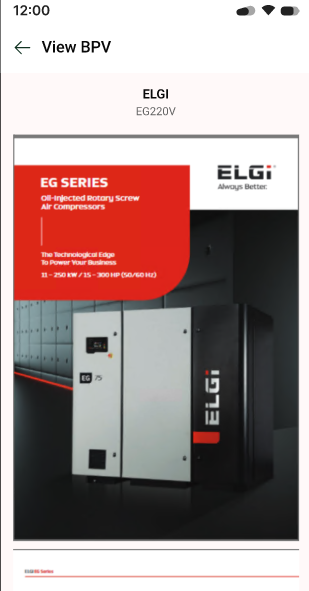 12:00
View BPV
ELGI
EG220V
ELGi
Always Better.
EG SERIES
Oil-Injected Rotary Screw
Air Compressors
The Technological Edge
To Power Your Business
11 – 250 kW / 15 – 300 HP (50/60 Hz)
EG 75
ELGi
ELGi EG Series